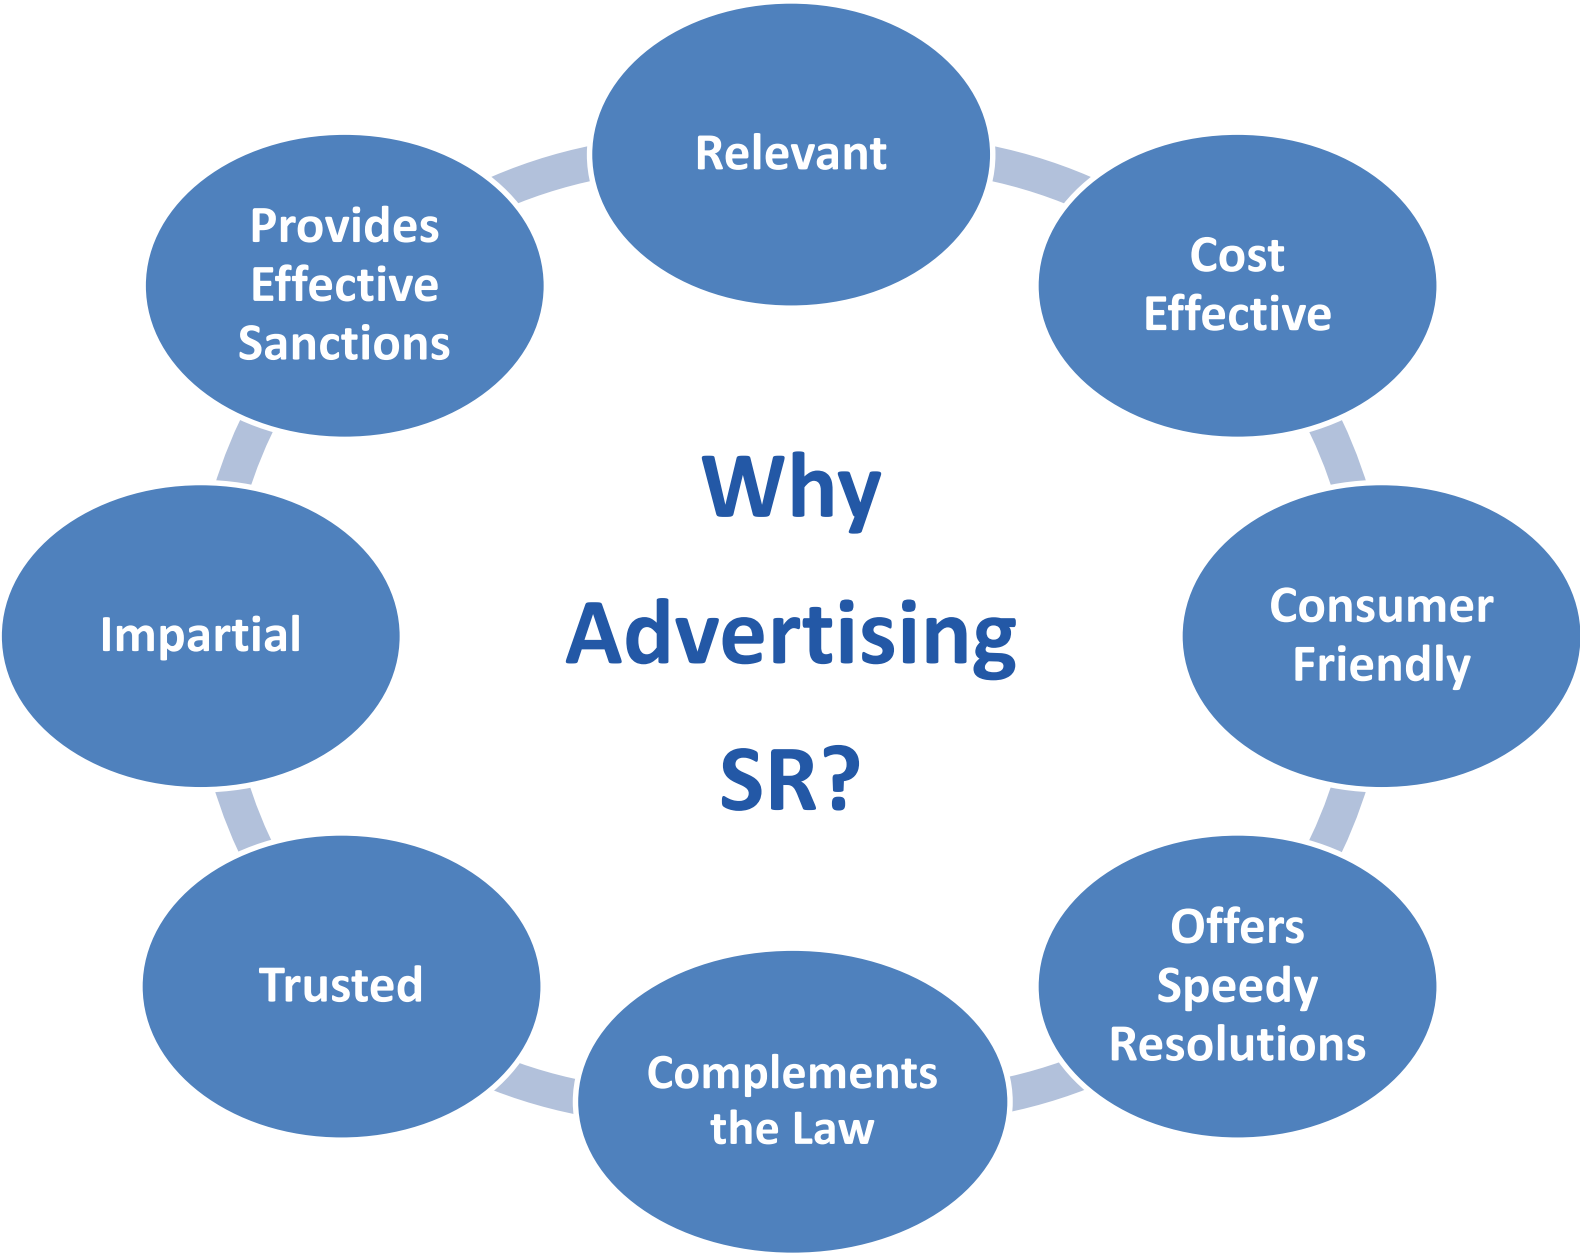 Relevant
Cost
Effective
Consumer
Friendly
Offers
Speedy
Resolutions
Complements
the Law
Trusted
Impartial
Provides
Effective
Sanctions
Why
Advertising
SR?